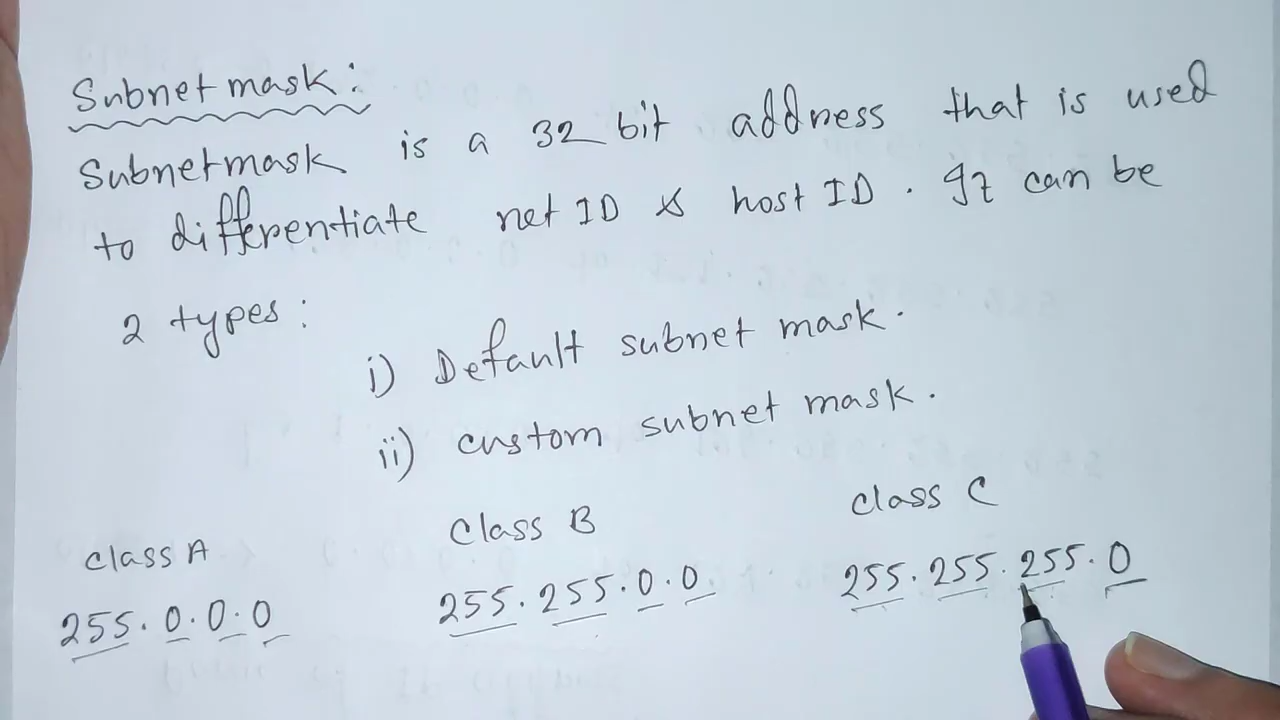 Subnet mask:
Subnetmask is a 32 bit address that is used
to differentiate net ID & host ID. It can be
2 types:
i) Default subnet mask.
ii) custom subnet mask.
class A
255.0.0.0
Class B
255.255.0.0
class C
255.255.255.0